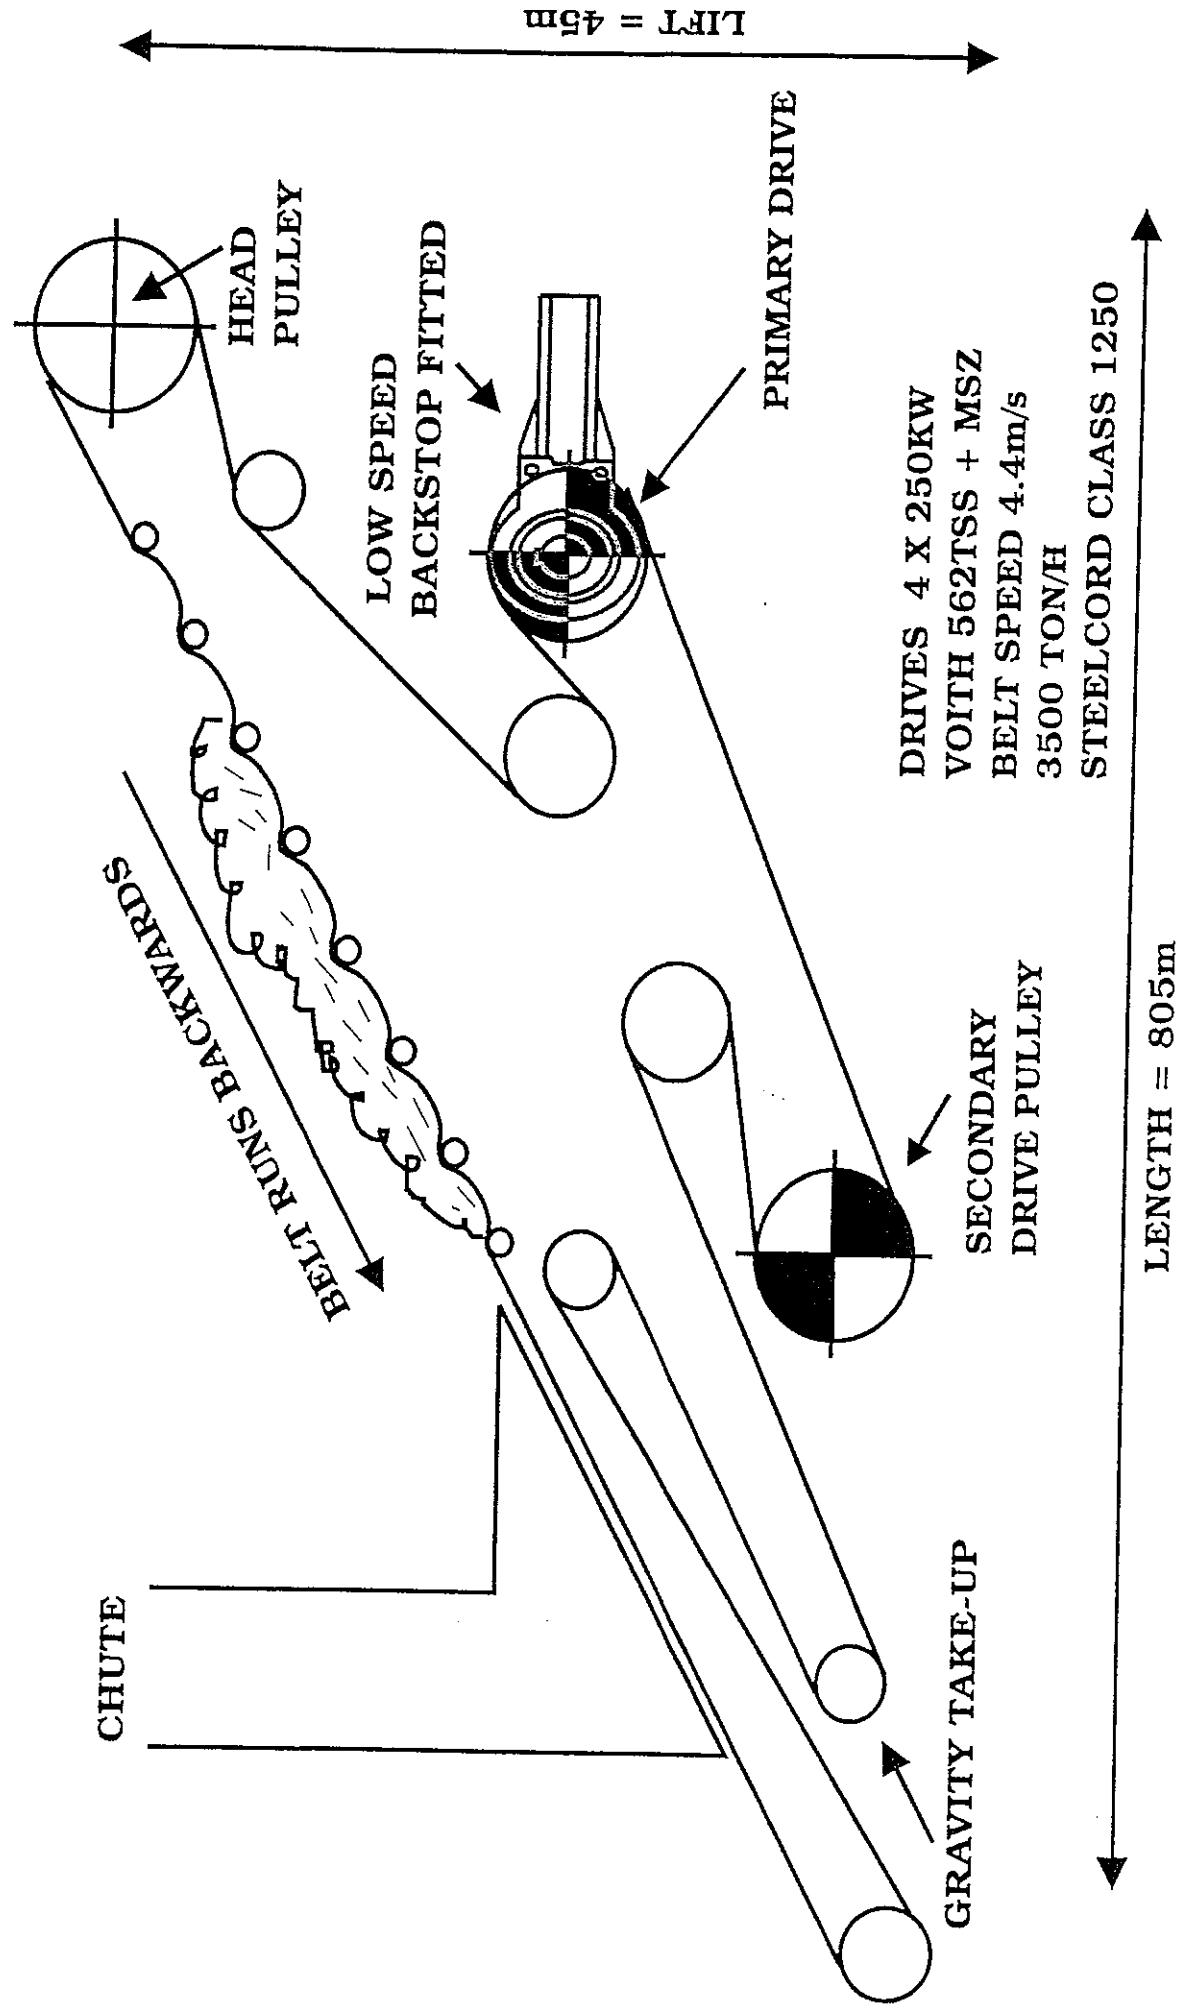 CHUTE
BELT RUNS BACKWARDS
HEAD
PULLEY
LOW SPEED
BACKSTOP FITTED
PRIMARY DRIVE
LIFT = 45m
SECONDARY
DRIVE PULLEY
GRAVITY TAKE-UP
DRIVES 4 X 250KW
VOITH 562TSS + MSZ
BELT SPEED 4.4m/s
3500 TON/H
STEELCORD CLASS 1250
LENGTH = 805m